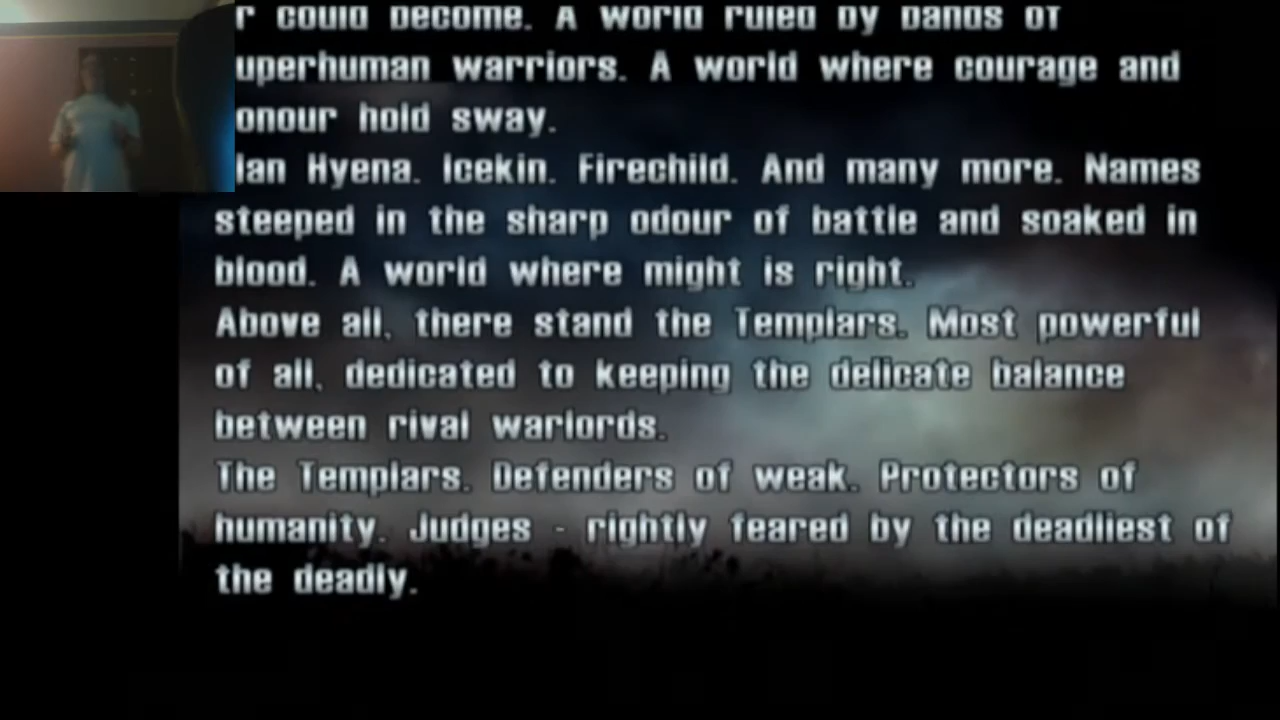 r could become. A world ruled by bands of
uperhuman warriors. A world where courage and
onour hold sway.
lan Hyena. Icekin. Firechild. And many more. Names
steeped in the sharp odour of battle and soaked in
blood. A world where might is right.
Above all, there stand the Templars. Most powerful
of all, dedicated to keeping the delicate balance
between rival warlords.
The Templars. Defenders of weak. Protectors of
humanity. Judges - rightly feared by the deadliest of
the deadly.